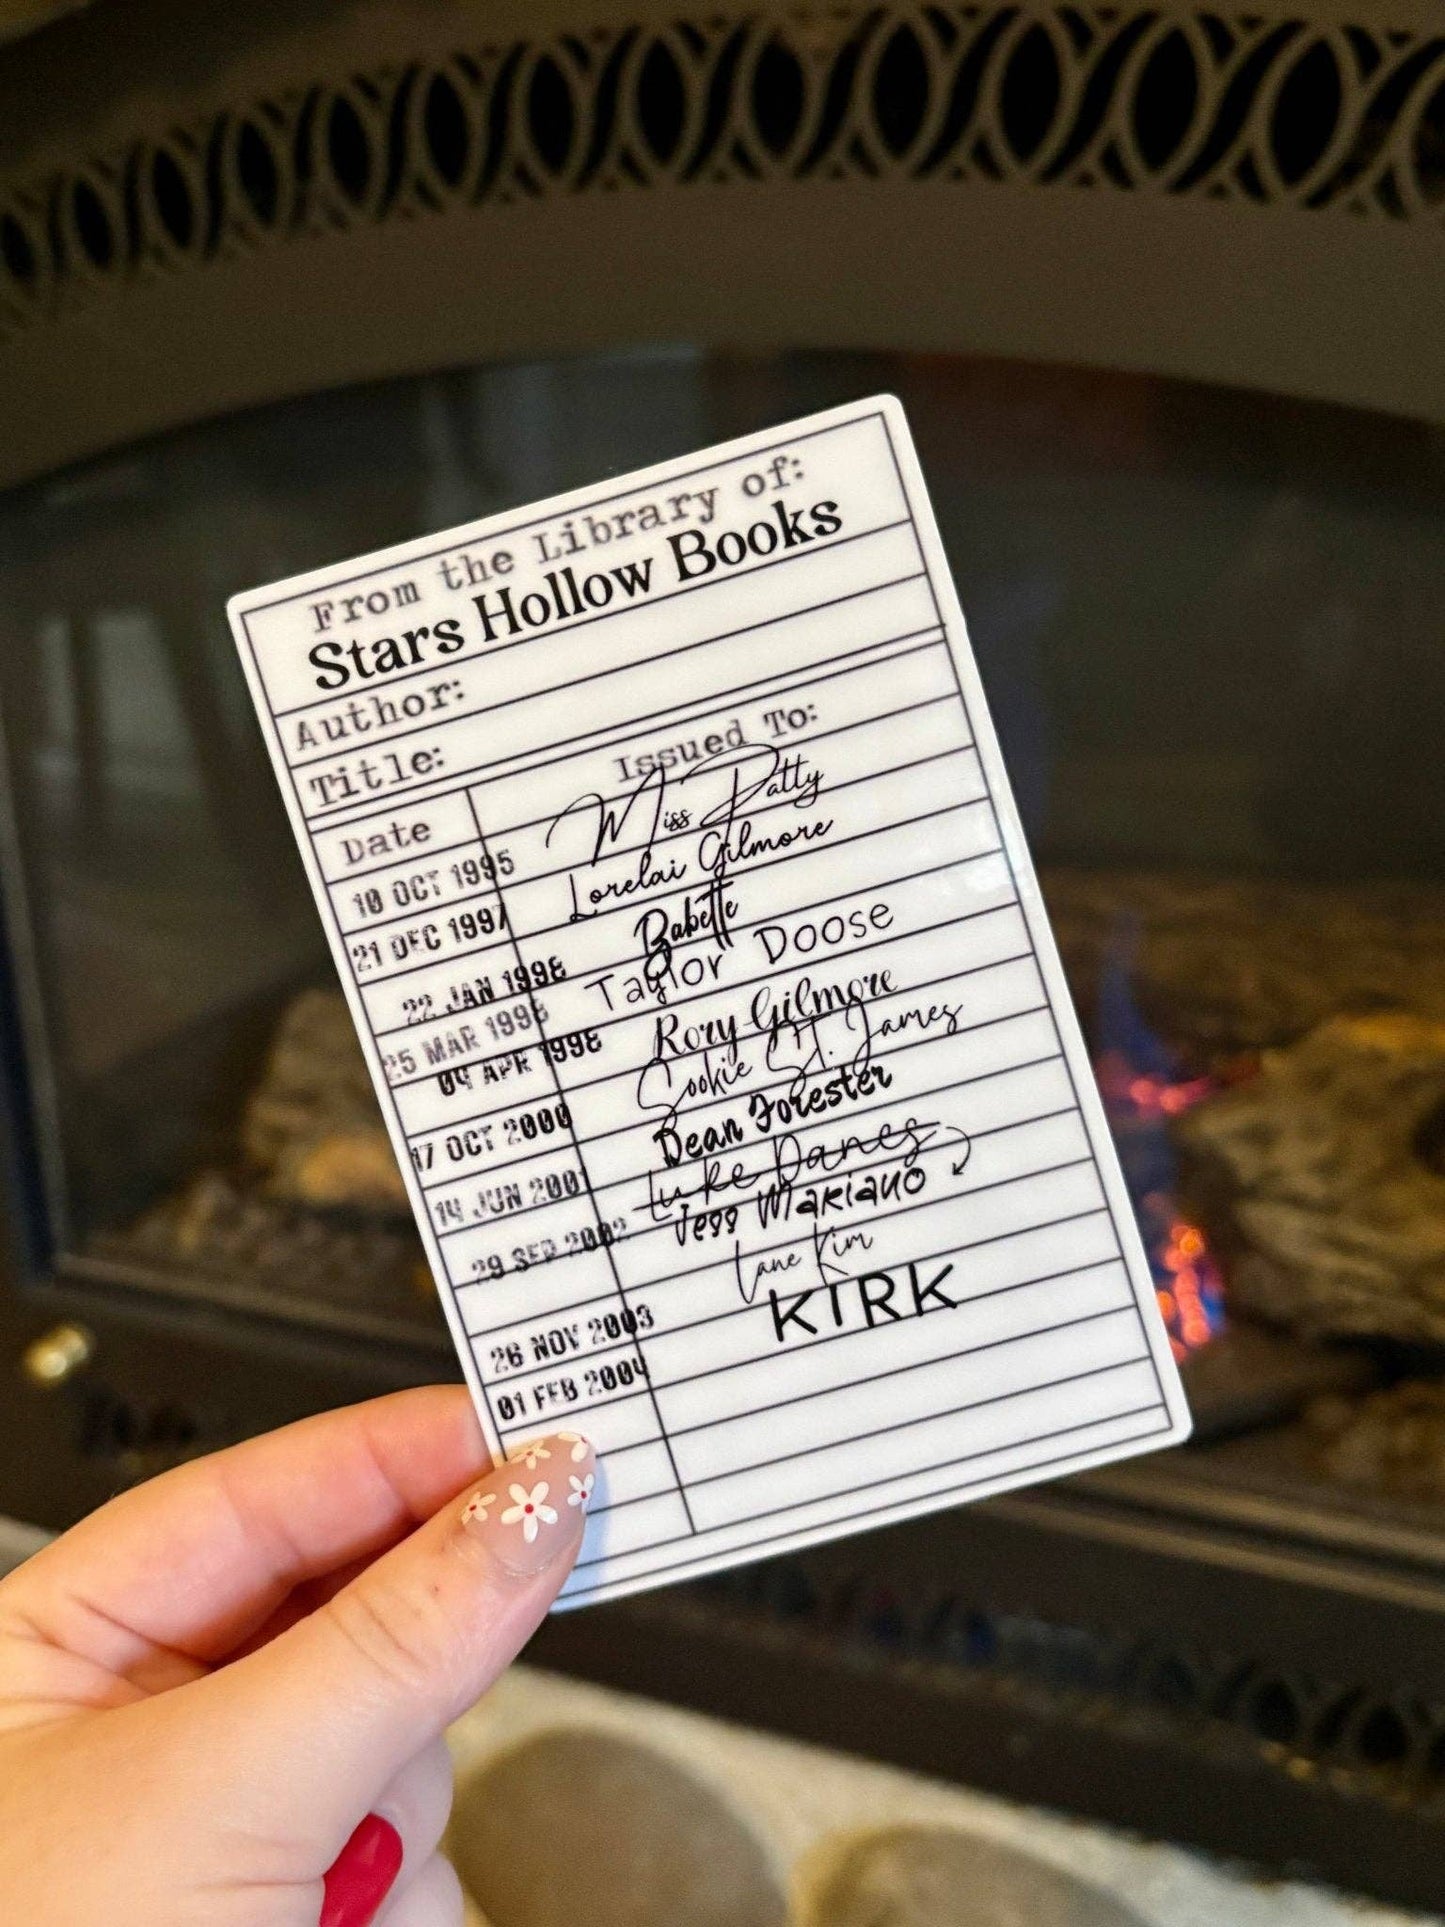 From the Library of:
Stars Hollow Books
Author:
Title:
Date Issued To:
10 OCT 1995 Miss Patty
21 DEC 1997 Lorelai Gilmore
22 JAN 1998 Babette
25 MAR 1998 Taylor Doose
04 APR 1998 Rory Gilmore
17 OCT 2000 Sookie St. James
14 JUN 2001 Dean Forester
29 SEP 2002 Luke Danes
Jess Mariano
26 NOV 2003 Lane Kim
01 FEB 2004 KIRK